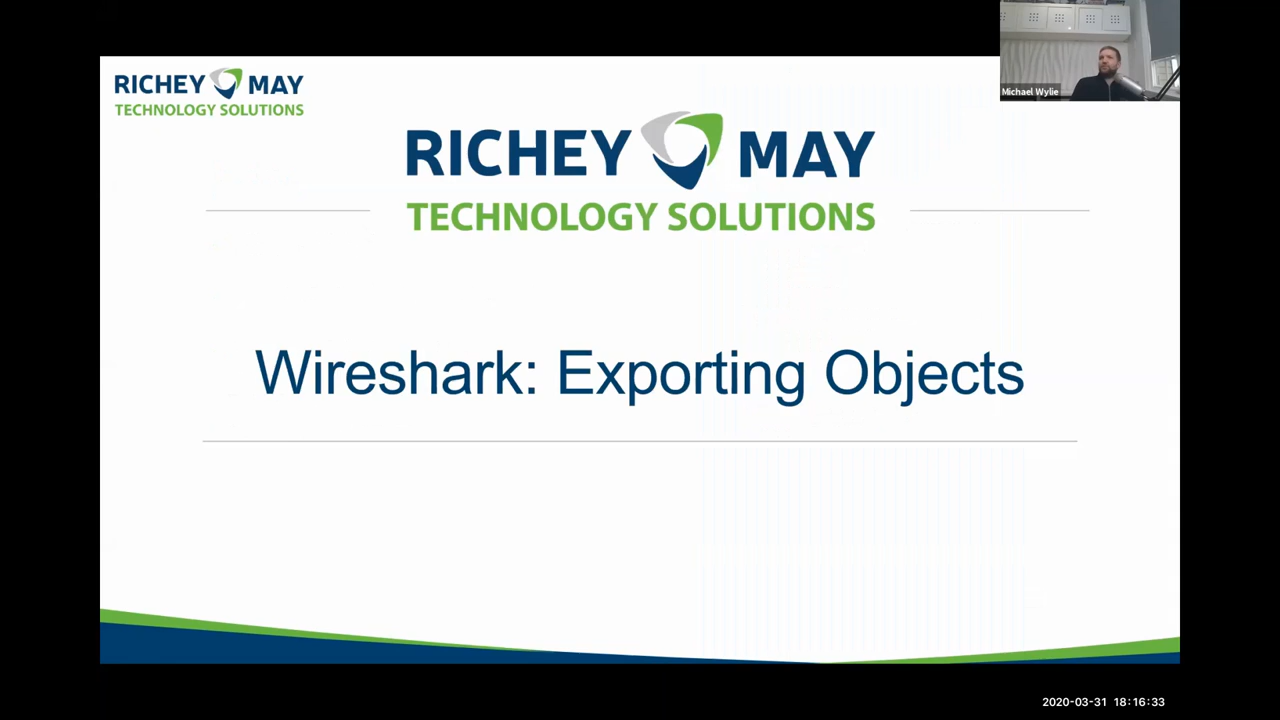 RICHEY MAY
TECHNOLOGY SOLUTIONS
Michael Wylie
RICHEY MAY
TECHNOLOGY SOLUTIONS
Wireshark: Exporting Objects
2020-03-31 18:16:33